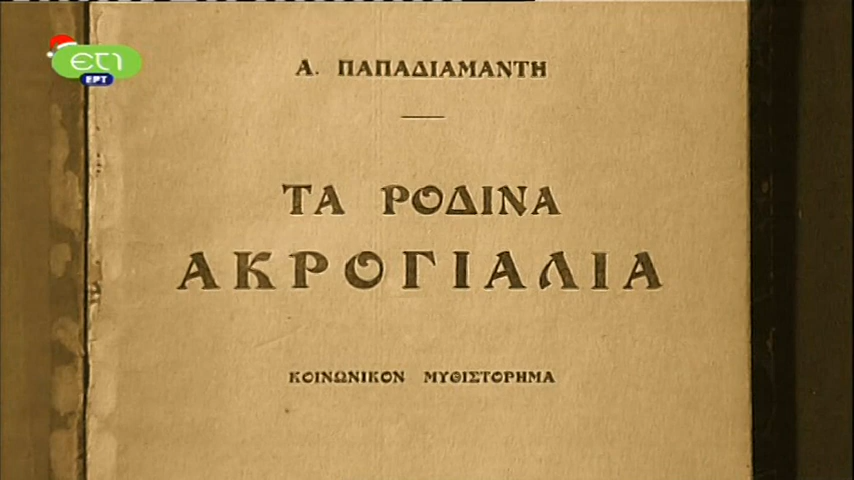 ετ1
ΕΡΤ
Α. ΠΑΠΑΔΙΑΜΑΝΤΗ
ΤΑ ΡΟΔΙΝΑ
ΑΚΡΟΓΙΑΛΙΑ
ΚΟΙΝΩΝΙΚΟΝ ΜΥΘΙΣΤΟΡΗΜΑ